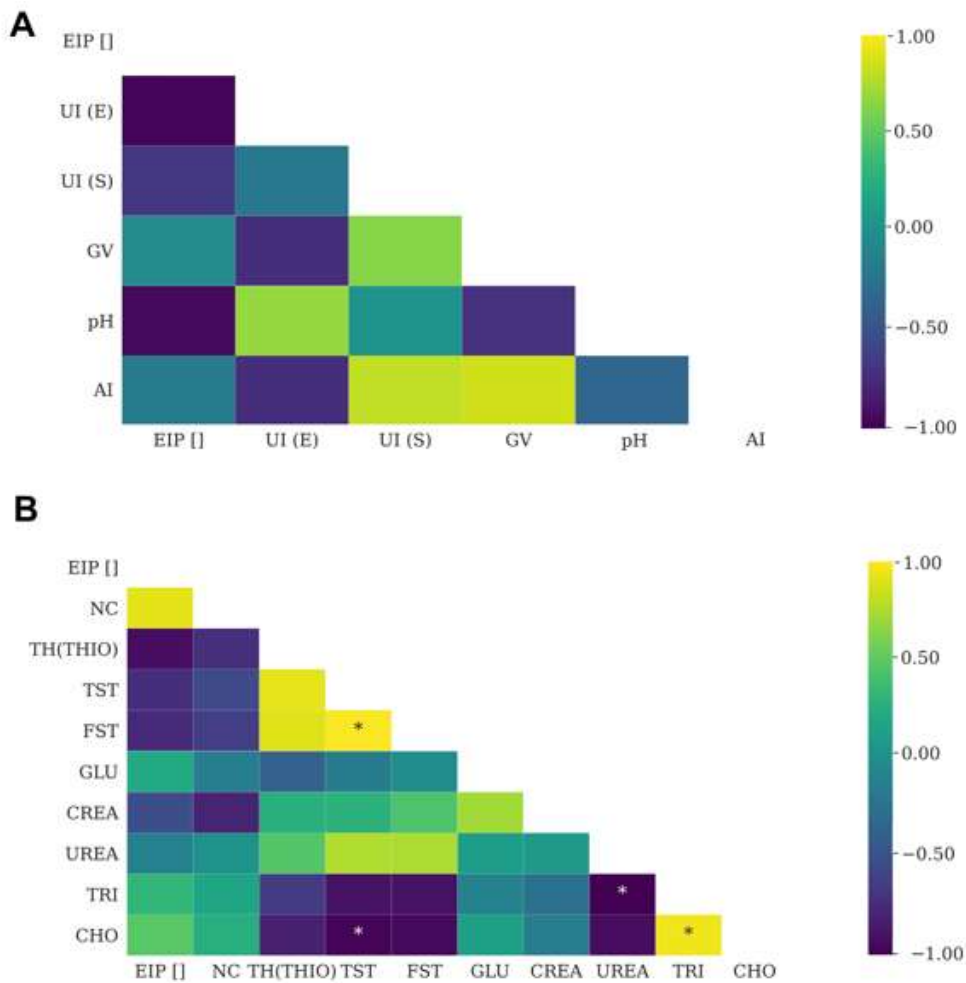 A
EIP []
UI (E)
UI (S)
GV
pH
AI
EIP [] UI (E) UI (S) GV pH AI
1.00
0.50
0.00
−0.50
−1.00
B
EIP []
NC
TH(THIO)
TST
FST
*
GLU
CREA
UREA
TRI
*
CHO
* *
EIP [] NC TH(THIO) TST FST GLU CREA UREA TRI CHO
1.00
0.50
0.00
−0.50
−1.00